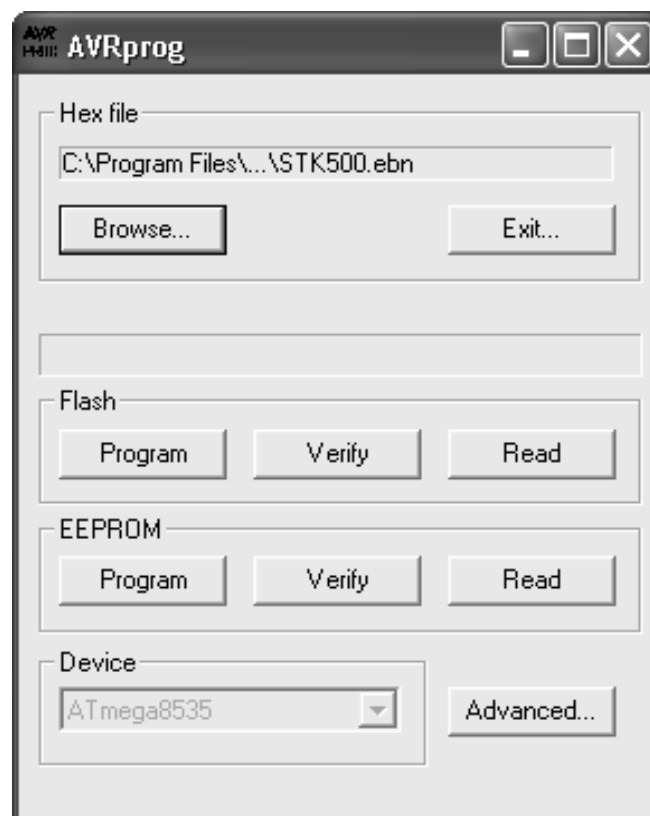 AVRprog
Hex file
C:\Program Files\...\STK500.ebn
Browse... Exit...
Flash
Program Verify Read
EEPROM
Program Verify Read
Device
ATmega8535 Advanced...